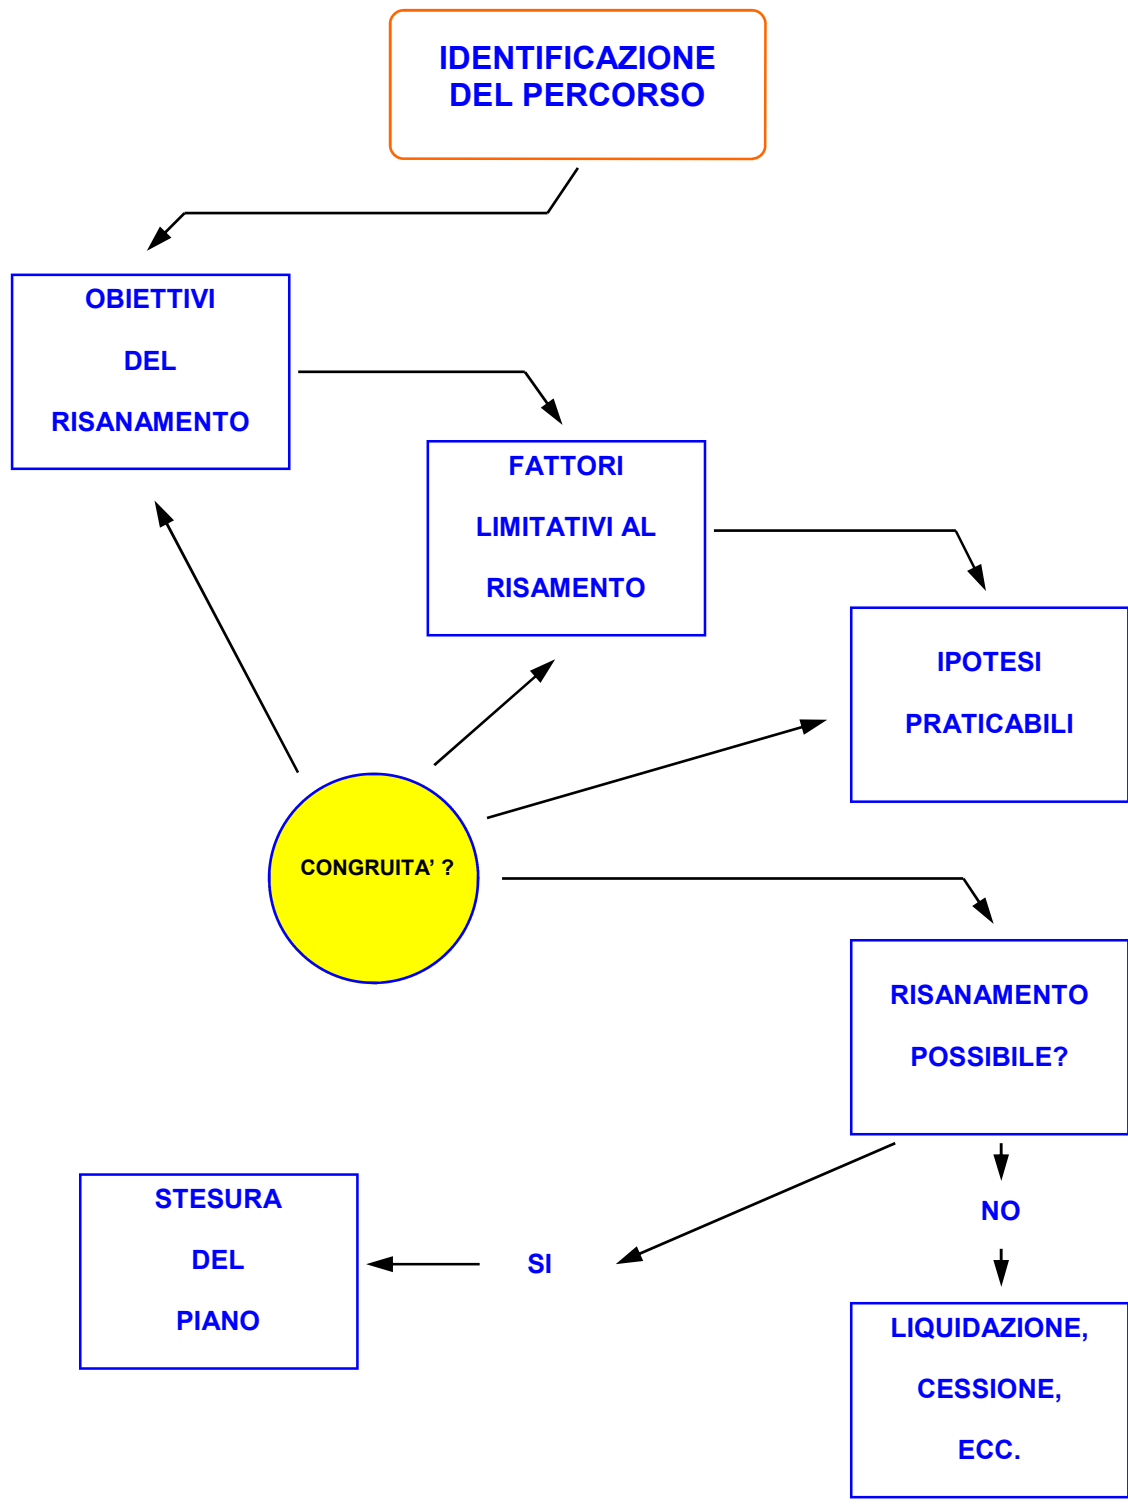 IDENTIFICAZIONE
DEL PERCORSO
OBIETTIVI
DEL
RISANAMENTO
FATTORI
LIMITATIVI AL
RISAMENTO
IPOTESI
PRATICABILI
CONGRUITA’ ?
RISANAMENTO
POSSIBILE?
NO
SI
STESURA
DEL
PIANO
LIQUIDAZIONE,
CESSIONE,
ECC.